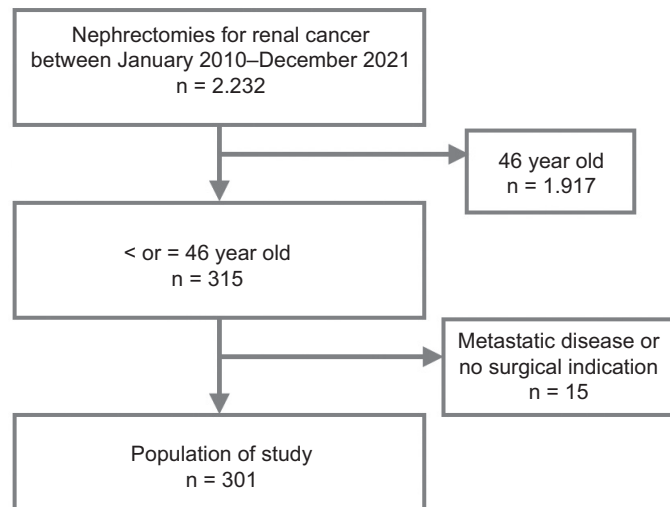 Nephrectomies for renal cancer
between January 2010–December 2021
n = 2.232
46 year old
n = 1.917
< or = 46 year old
n = 315
Metastatic disease or
no surgical indication
n = 15
Population of study
n = 301